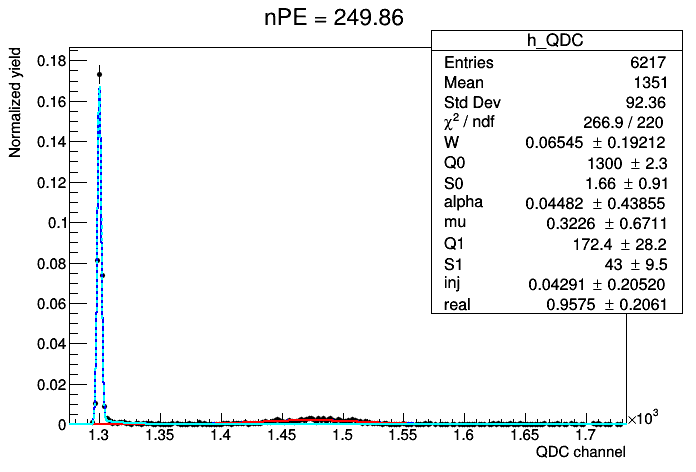 nPE = 249.86
h_QDC
Entries 6217
Mean 1351
Std Dev 92.36
χ² / ndf 266.9 / 220
W 0.06545 ± 0.19212
Q0 1300 ± 2.3
S0 1.66 ± 0.91
alpha 0.04482 ± 0.43855
mu 0.3226 ± 0.6711
Q1 172.4 ± 28.2
S1 43 ± 9.5
inj 0.04291 ± 0.20520
real 0.9575 ± 0.2061
Normalized yield
0.18
0.16
0.14
0.12
0.1
0.08
0.06
0.04
0.02
0
1.3 1.35 1.4 1.45 1.5 1.55 1.6 1.65 1.7
×10³
QDC channel